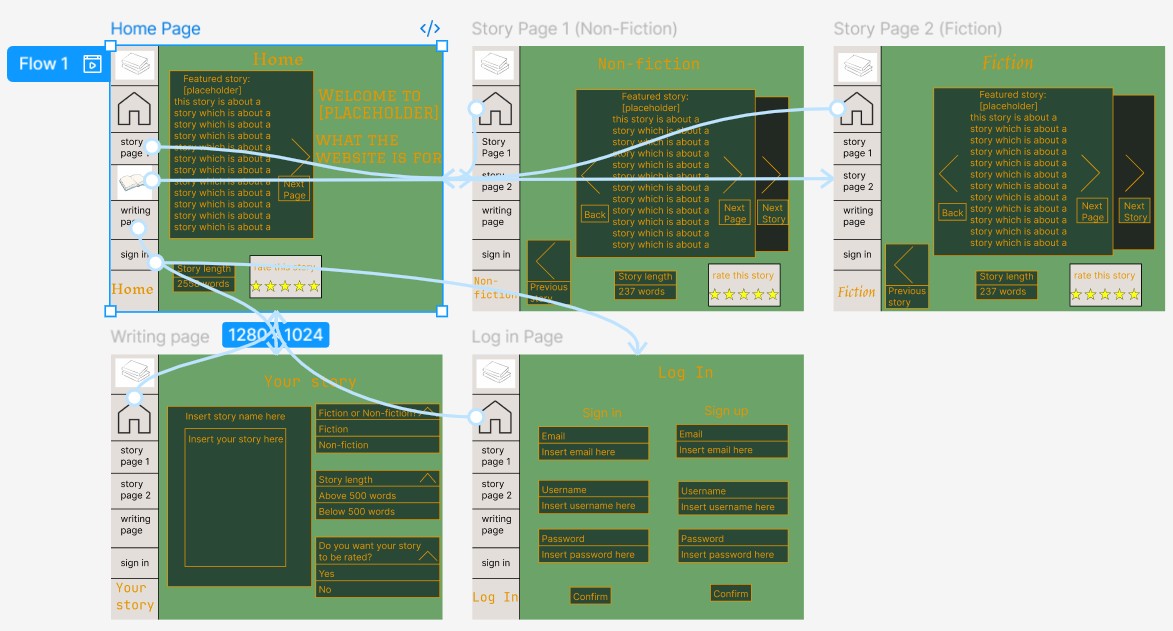 Home Page
</>
Story Page 1 (Non-Fiction)
Story Page 2 (Fiction)
Flow 1
Home
Featured story:
[placeholder]
this story is about a
story which is about a
story which is about a
story which is about a
story which is about a
story which is about a
story which is about a
story which is about a
story which is about a
story which is about a
story which is about a
story which is about a
Welcome to
[placeholder].
What the
website is for
Next
Page
story
page
writing
page
sign in
Home
Story length
words
rate this story
Non-fiction
Featured story:
[placeholder]
this story is about a
story which is about a
story which is about a
story which is about a
story which is about a
story which is about a
story which is about a
story which is about a
story which is about a
story which is about a
story which is about a
story which is about a
Back
Next
Page
Next
Story
Story
Page 1
story
page 2
writing
page
sign in
Non-
fiction
Previous
story
Story length
237 words
rate this story
Fiction
Featured story:
[placeholder]
this story is about a
story which is about a
story which is about a
story which is about a
story which is about a
story which is about a
story which is about a
story which is about a
story which is about a
story which is about a
story which is about a
story which is about a
Back
Next
Page
Next
Story
story
page 1
story
page 2
writing
page
sign in
Fiction
Previous
story
Story length
237 words
rate this story
Writing page
1280 × 1024
Log in Page
Your story
Insert story name here
Insert your story here
Fiction or Non-fiction?
Fiction
Non-fiction
Story length
Above 500 words
Below 500 words
Do you want your story
to be rated?
Yes
No
story
page 1
story
page 2
writing
page
sign in
Your
story
Log In
Sign in
Email
Insert email here
Username
Insert username here
Password
Insert password here
Confirm
Sign up
Email
Insert email here
Username
Insert username here
Password
Insert password here
Confirm
story
page 1
story
page 2
writing
page
sign in
Log In